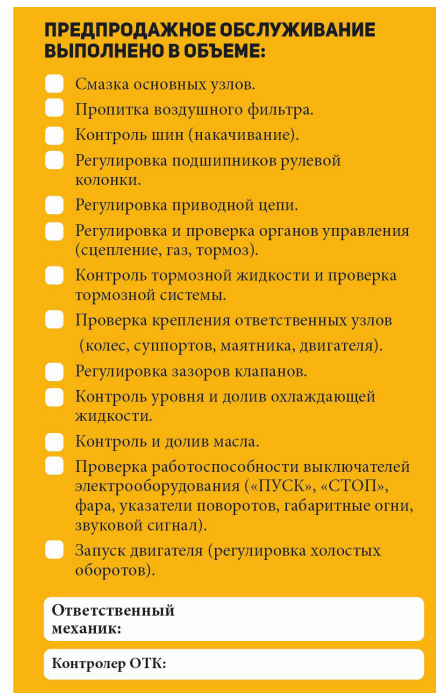 ПРЕДПРОДАЖНОЕ ОБСЛУЖИВАНИЕ
ВЫПОЛНЕНО В ОБЪЕМЕ:
Смазка основных узлов.
Пропитка воздушного фильтра.
Контроль шин (накачивание).
Регулировка подшипников рулевой
колонки.
Регулировка приводной цепи.
Регулировка и проверка органов управления
(сцепление, газ, тормоз).
Контроль тормозной жидкости и проверка
тормозной системы.
Проверка крепления ответственных узлов
(колес, суппортов, маятника, двигателя).
Регулировка зазоров клапанов.
Контроль уровня и долив охлаждающей
жидкости.
Контроль и долив масла.
Проверка работоспособности выключателей
электрооборудования («ПУСК», «СТОП»,
фара, указатели поворотов, габаритные огни,
звуковой сигнал).
Запуск двигателя (регулировка холостых
оборотов).
Ответственный
механик:
Контролер ОТК: